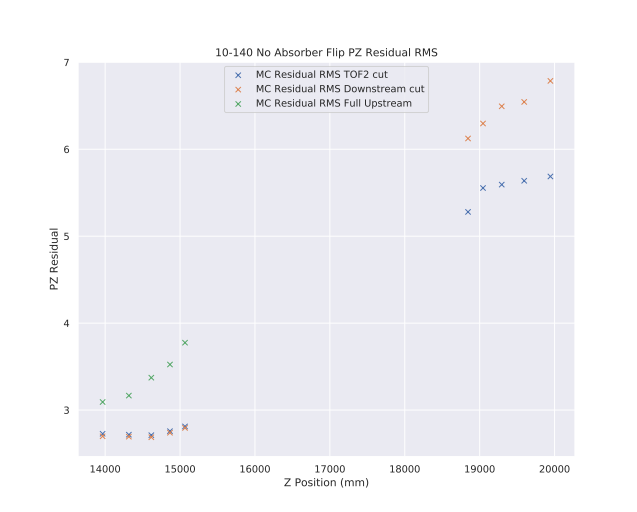 10-140 No Absorber Flip PZ Residual RMS
MC Residual RMS TOF2 cut
MC Residual RMS Downstream cut
MC Residual RMS Full Upstream
PZ Residual
7
6
5
4
3
14000 15000 16000 17000 18000 19000 20000
Z Position (mm)